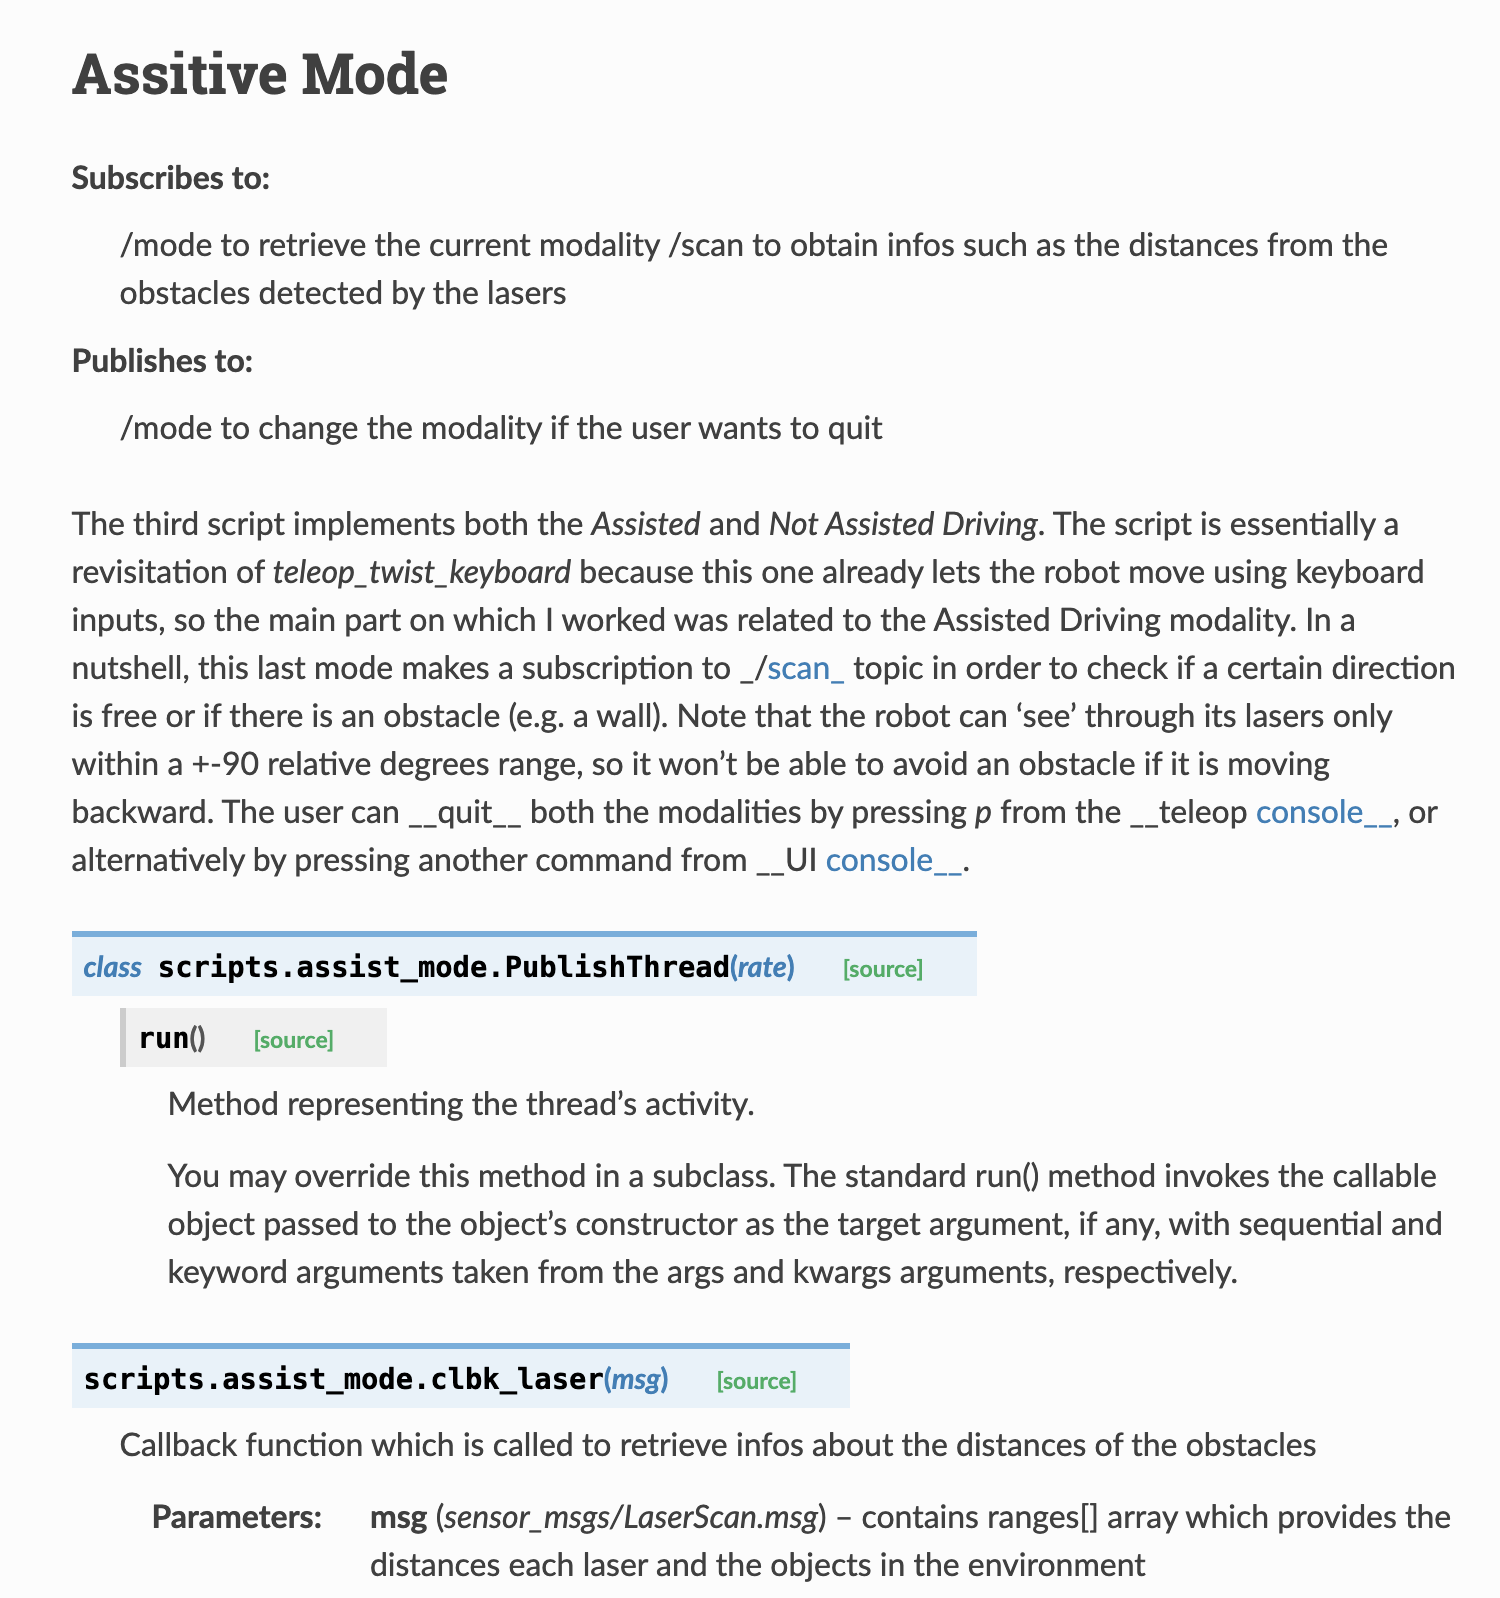 Assitive Mode
Subscribes to:
/mode to retrieve the current modality /scan to obtain infos such as the distances from the
obstacles detected by the lasers
Publishes to:
/mode to change the modality if the user wants to quit
The third script implements both the Assisted and Not Assisted Driving. The script is essentially a
revisitation of teleop_twist_keyboard because this one already lets the robot move using keyboard
inputs, so the main part on which I worked was related to the Assisted Driving modality. In a
nutshell, this last mode makes a subscription to _/scan_ topic in order to check if a certain direction
is free or if there is an obstacle (e.g. a wall). Note that the robot can ‘see’ through its lasers only
within a +-90 relative degrees range, so it won’t be able to avoid an obstacle if it is moving
backward. The user can __quit__ both the modalities by pressing p from the __teleop console__, or
alternatively by pressing another command from __UI console__.
class scripts.assist_mode.PublishThread(rate) [source]
run() [source]
Method representing the thread’s activity.
You may override this method in a subclass. The standard run() method invokes the callable
object passed to the object’s constructor as the target argument, if any, with sequential and
keyword arguments taken from the args and kwargs arguments, respectively.
scripts.assist_mode.clbk_laser(msg) [source]
Callback function which is called to retrieve infos about the distances of the obstacles
Parameters: msg (sensor_msgs/LaserScan.msg) – contains ranges[] array which provides the
distances each laser and the objects in the environment